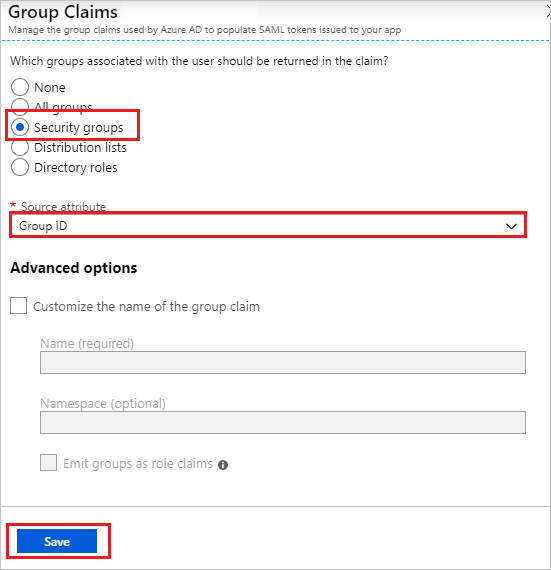 Group Claims
Manage the group claims used by Azure AD to populate SAML tokens issued to your app
Which groups associated with the user should be returned in the claim?
None
All groups
Security groups
Distribution lists
Directory roles
* Source attribute
Group ID
Advanced options
Customize the name of the group claim
Name (required)
Namespace (optional)
Emit groups as role claims
Save